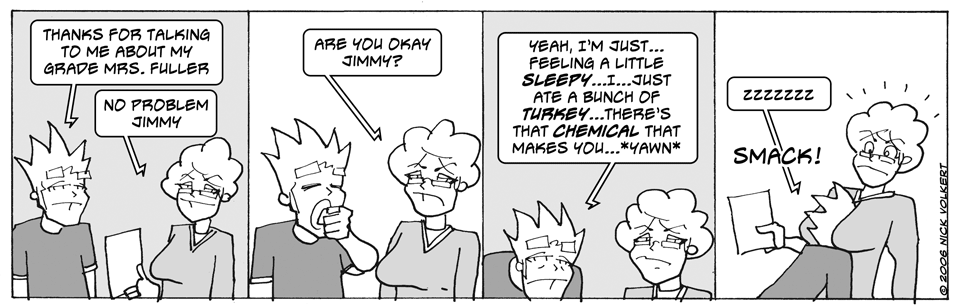 THANKS FOR TALKING
TO ME ABOUT MY
GRADE MRS. FULLER
NO PROBLEM
JIMMY
ARE YOU OKAY
JIMMY?
YEAH, I'M JUST...
FEELING A LITTLE
SLEEPY...I...JUST
ATE A BUNCH OF
TURKEY...THERE'S
THAT CHEMICAL THAT
MAKES YOU...*YAWN*
ZZZZZZZ
SMACK!
© 2006 NICK VOLKERT